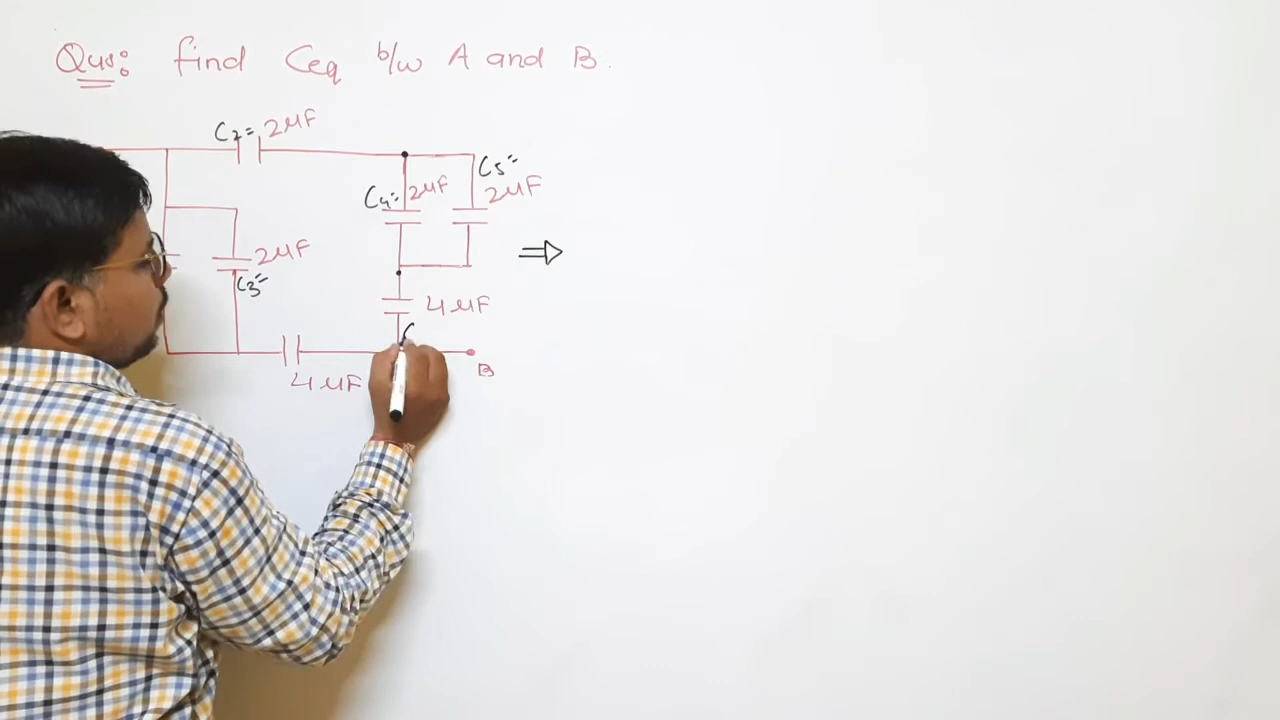 Qus: find Ceq b/w A and B.
C2= 2μF
C5=
C4= 2μF 2μF
2μF
C3=
4μF
4μF
B